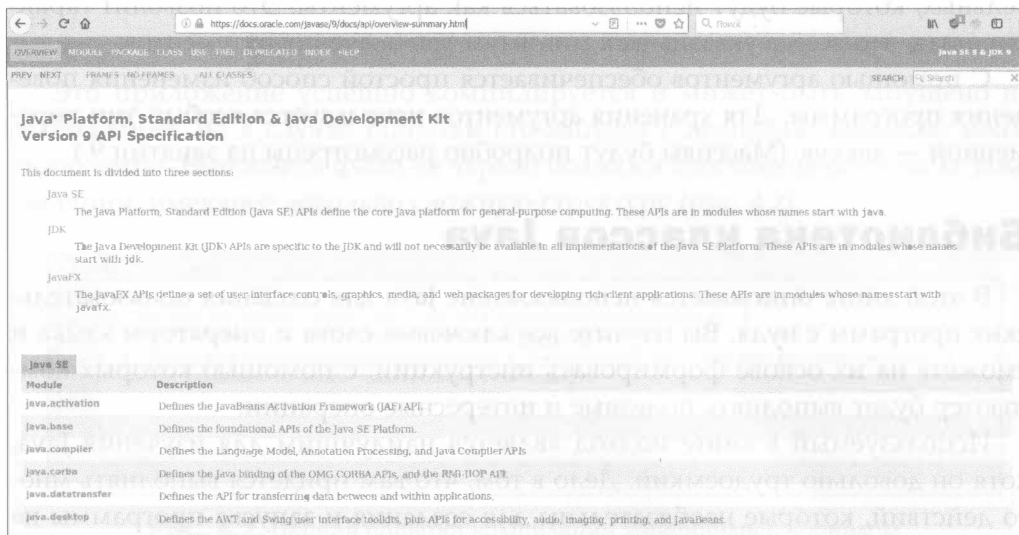 https://docs.oracle.com/javase/9/docs/api/overview-summary.html
Поиск
OVERVIEW MODULE PACKAGE CLASS USE TREE DEPRECATED INDEX HELP
Java SE 9 & JDK 9
PREV NEXT FRAMES NO FRAMES ALL CLASSES
SEARCH: Search
Java® Platform, Standard Edition & Java Development Kit
Version 9 API Specification
This document is divided into three sections:
Java SE
The Java Platform, Standard Edition (Java SE) APIs define the core Java platform for general-purpose computing. These APIs are in modules whose names start with java.
JDK
The Java Development Kit (JDK) APIs are specific to the JDK and will not necessarily be available in all implementations of the Java SE Platform. These APIs are in modules whose names
start with jdk.
JavaFX
The JavaFX APIs define a set of user-interface controls, graphics, media, and web packages for developing rich client applications. These APIs are in modules whose names start with
javafx.
Java SE
Module Description
java.activation Defines the JavaBeans Activation Framework (JAF) API.
java.base Defines the foundational APIs of the Java SE Platform.
java.compiler Defines the Language Model, Annotation Processing, and Java Compiler APIs
java.corba Defines the Java binding of the OMG CORBA APIs, and the RMI-IIOP API.
java.datatransfer Defines the API for transferring data between and within applications.
java.desktop Defines the AWT and Swing user interface toolkits, plus APIs for accessibility, audio, imaging, printing, and JavaBeans.